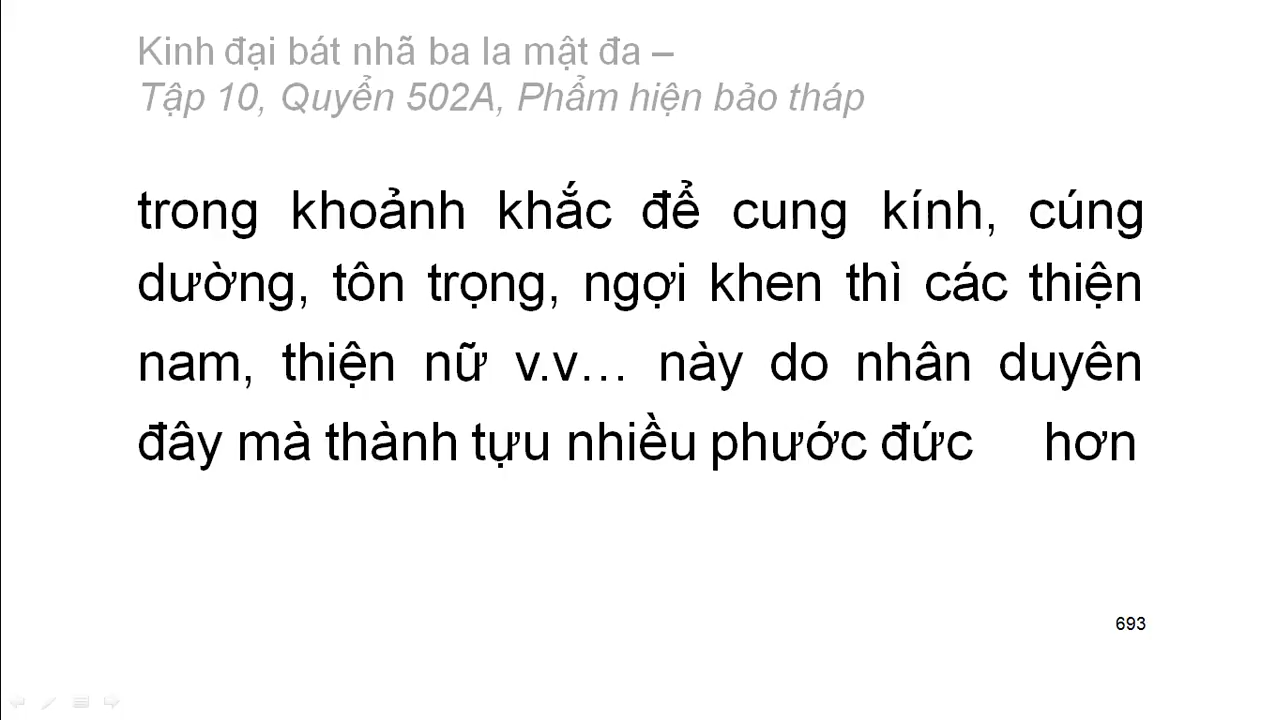 Kinh đại bát nhã ba la mật đa –
Tập 10, Quyển 502A, Phẩm hiện bảo tháp
trong khoảnh khắc để cung kính, cúng
dường, tôn trọng, ngợi khen thì các thiện
nam, thiện nữ v.v… này do nhân duyên
đây mà thành tựu nhiều phước đức hơn
693